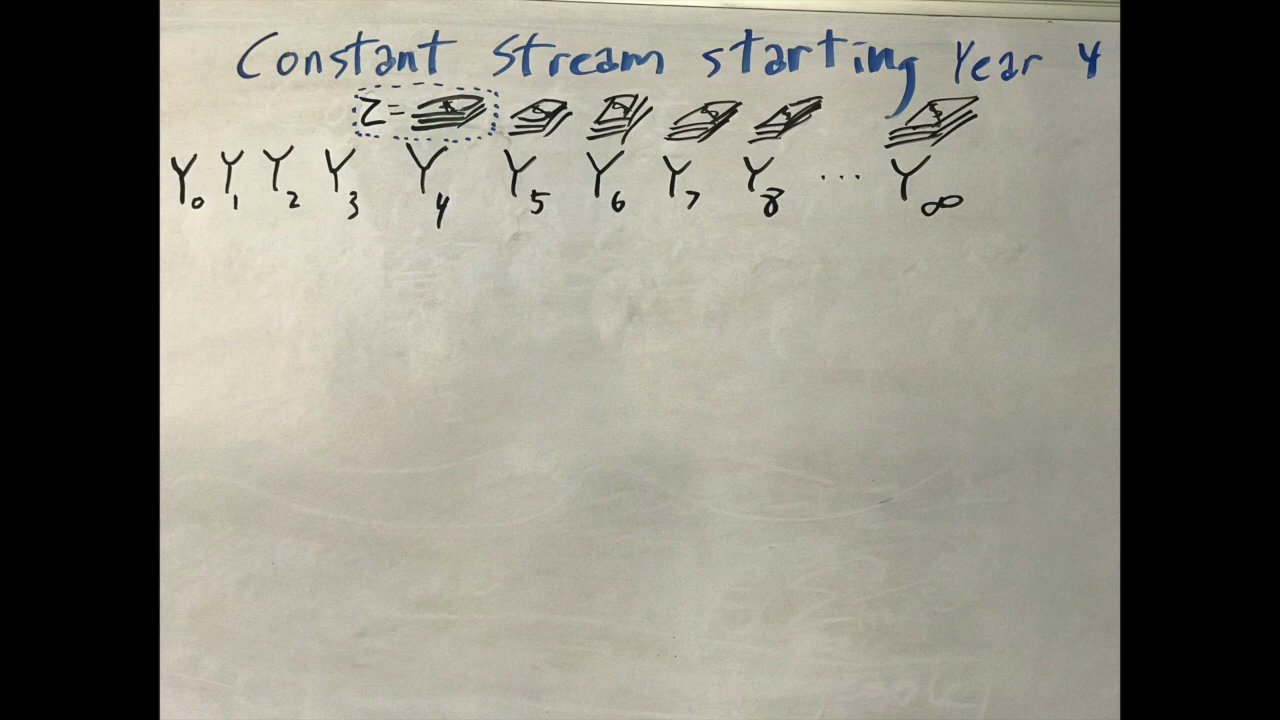 Constant Stream starting Year 4
Z =
Y₀ Y₁ Y₂ Y₃ Y₄ Y₅ Y₆ Y₇ Y₈ ... Y∞